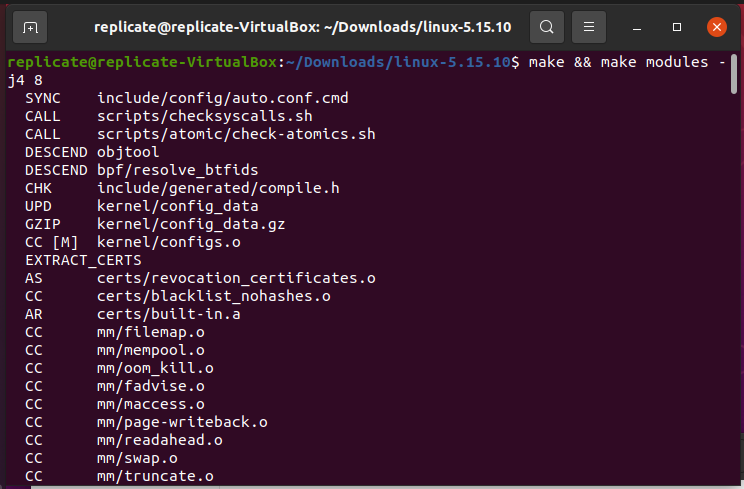 replicate@replicate-VirtualBox: ~/Downloads/linux-5.15.10
replicate@replicate-VirtualBox:~/Downloads/linux-5.15.10$ make && make modules -
j4 8
SYNC    include/config/auto.conf.cmd
CALL    scripts/checksyscalls.sh
CALL    scripts/atomic/check-atomics.sh
DESCEND objtool
DESCEND bpf/resolve_btfids
CHK     include/generated/compile.h
UPD     kernel/config_data
GZIP    kernel/config_data.gz
CC [M]  kernel/configs.o
EXTRACT_CERTS
AS      certs/revocation_certificates.o
CC      certs/blacklist_nohashes.o
AR      certs/built-in.a
CC      mm/filemap.o
CC      mm/mempool.o
CC      mm/oom_kill.o
CC      mm/fadvise.o
CC      mm/maccess.o
CC      mm/page-writeback.o
CC      mm/readahead.o
CC      mm/swap.o
CC      mm/truncate.o